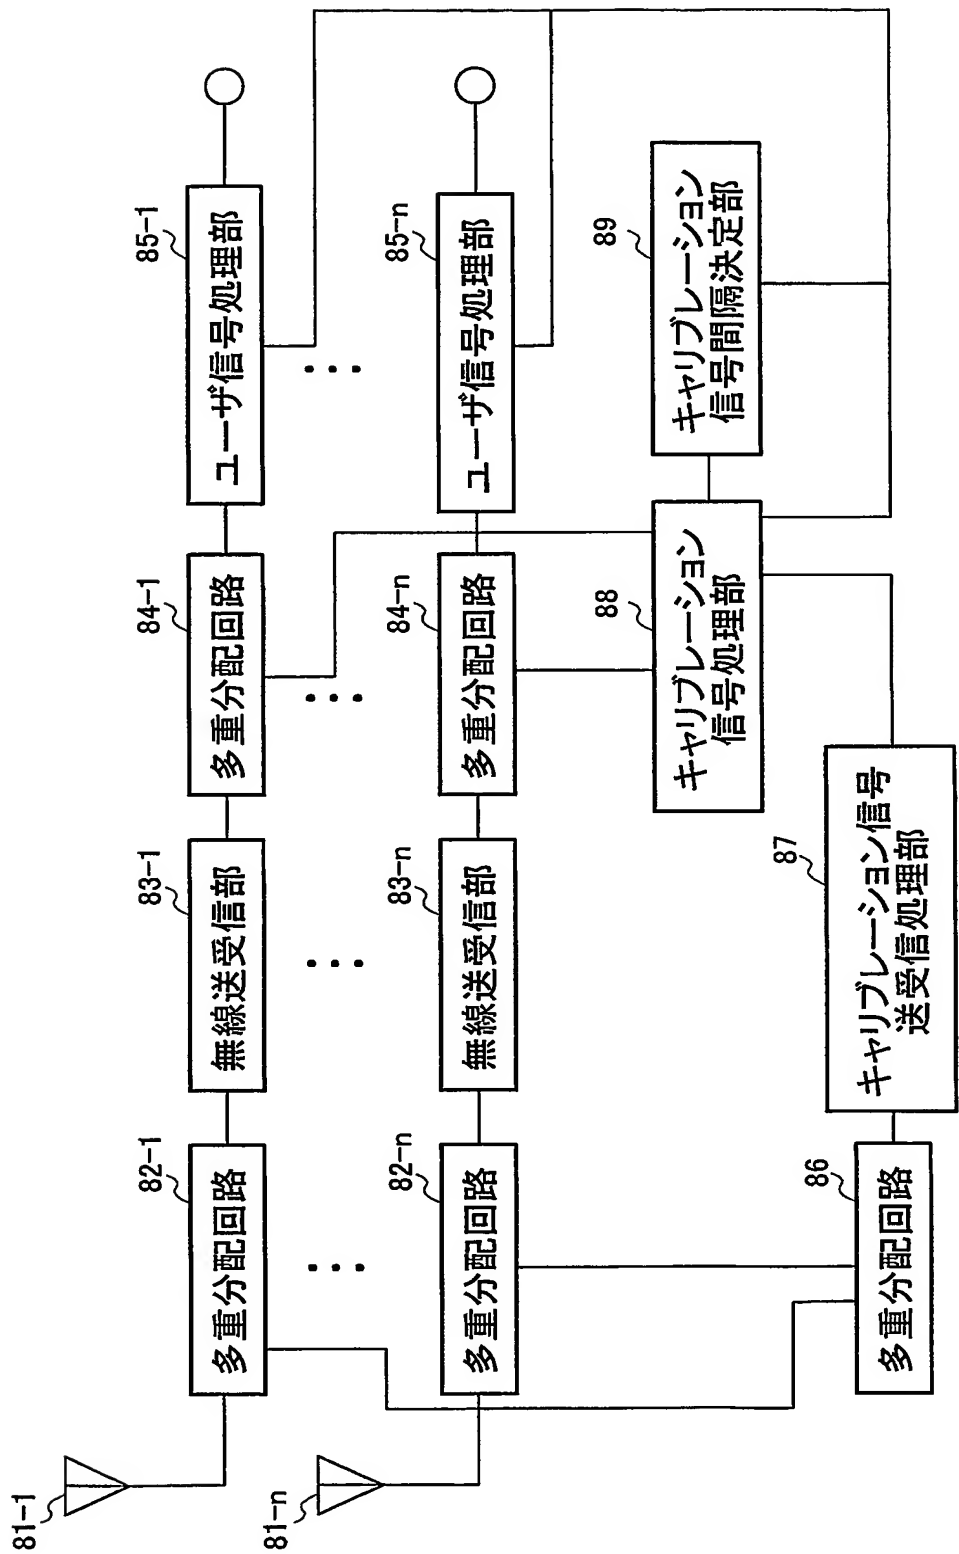 81-1
82-1
多重分配回路
83-1
無線送受信部
84-1
多重分配回路
85-1
ユーザ信号処理部
81-n
82-n
多重分配回路
83-n
無線送受信部
84-n
多重分配回路
85-n
ユーザ信号処理部
88
キャリブレーション
信号処理部
89
キャリブレーション
信号間隔決定部
86
多重分配回路
87
キャリブレーション信号
送受信処理部